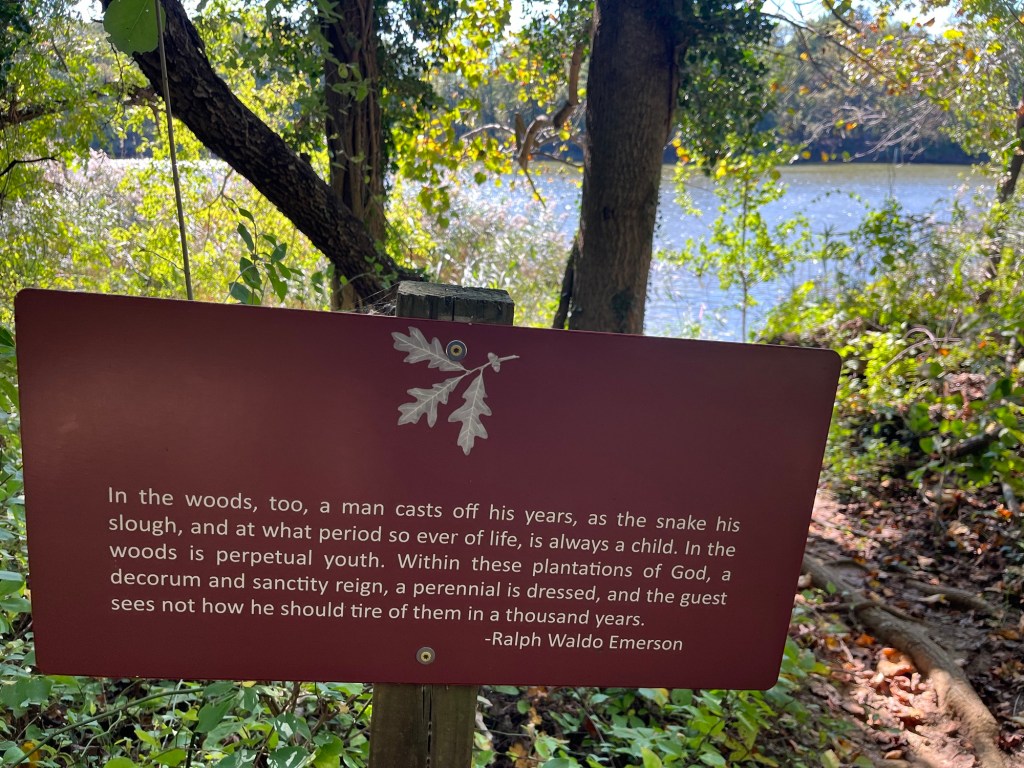 In the woods, too, a man casts off his years, as the snake his
slough, and at what period so ever of life, is always a child. In the
woods is perpetual youth. Within these plantations of God, a
decorum and sanctity reign, a perennial is dressed, and the guest
sees not how he should tire of them in a thousand years.
-Ralph Waldo Emerson